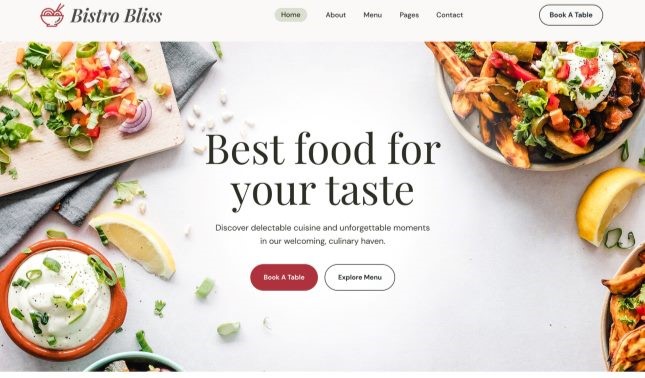 Bistro Bliss
Home About Menu Pages Contact
Book A Table
Best food for
your taste
Discover delectable cuisine and unforgettable moments
in our welcoming, culinary haven.
Book A Table Explore Menu